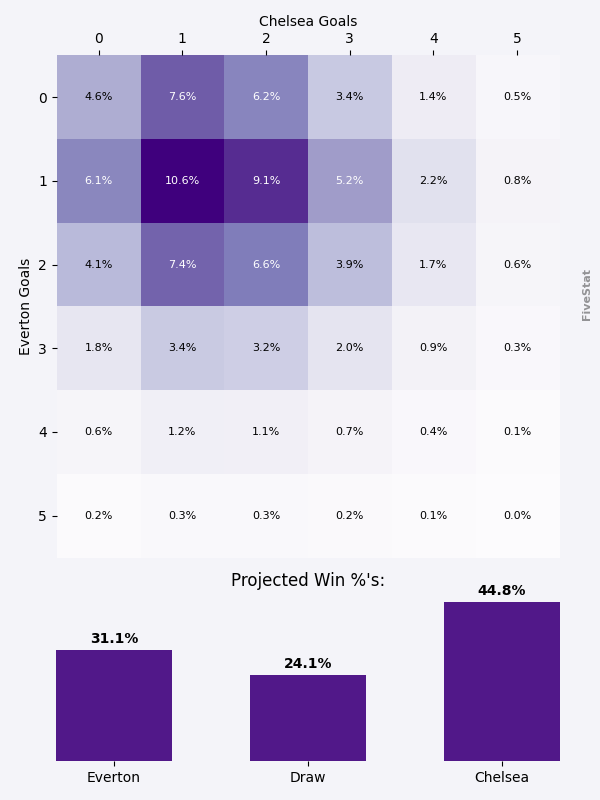 Chelsea Goals
0 1 2 3 4 5
0 4.6% 7.6% 6.2% 3.4% 1.4% 0.5%
1 6.1% 10.6% 9.1% 5.2% 2.2% 0.8%
2 4.1% 7.4% 6.6% 3.9% 1.7% 0.6%
3 1.8% 3.4% 3.2% 2.0% 0.9% 0.3%
4 0.6% 1.2% 1.1% 0.7% 0.4% 0.1%
5 0.2% 0.3% 0.3% 0.2% 0.1% 0.0%
Everton Goals
FiveStat
Projected Win %'s:
31.1% 24.1% 44.8%
Everton Draw Chelsea